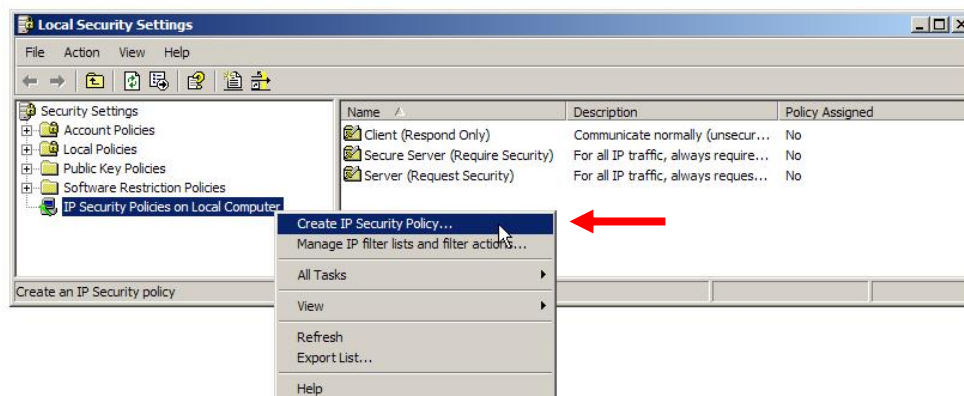 Local Security Settings
File Action View Help
Security Settings
Account Policies
Local Policies
Public Key Policies
Software Restriction Policies
IP Security Policies on Local Computer
Name Description Policy Assigned
Client (Respond Only) Communicate normally (unsecur... No
Secure Server (Require Security) For all IP traffic, always require... No
Server (Request Security) For all IP traffic, always reques... No
Create IP Security Policy...
Manage IP filter lists and filter actions...
All Tasks
View
Refresh
Export List...
Help
Create an IP Security policy